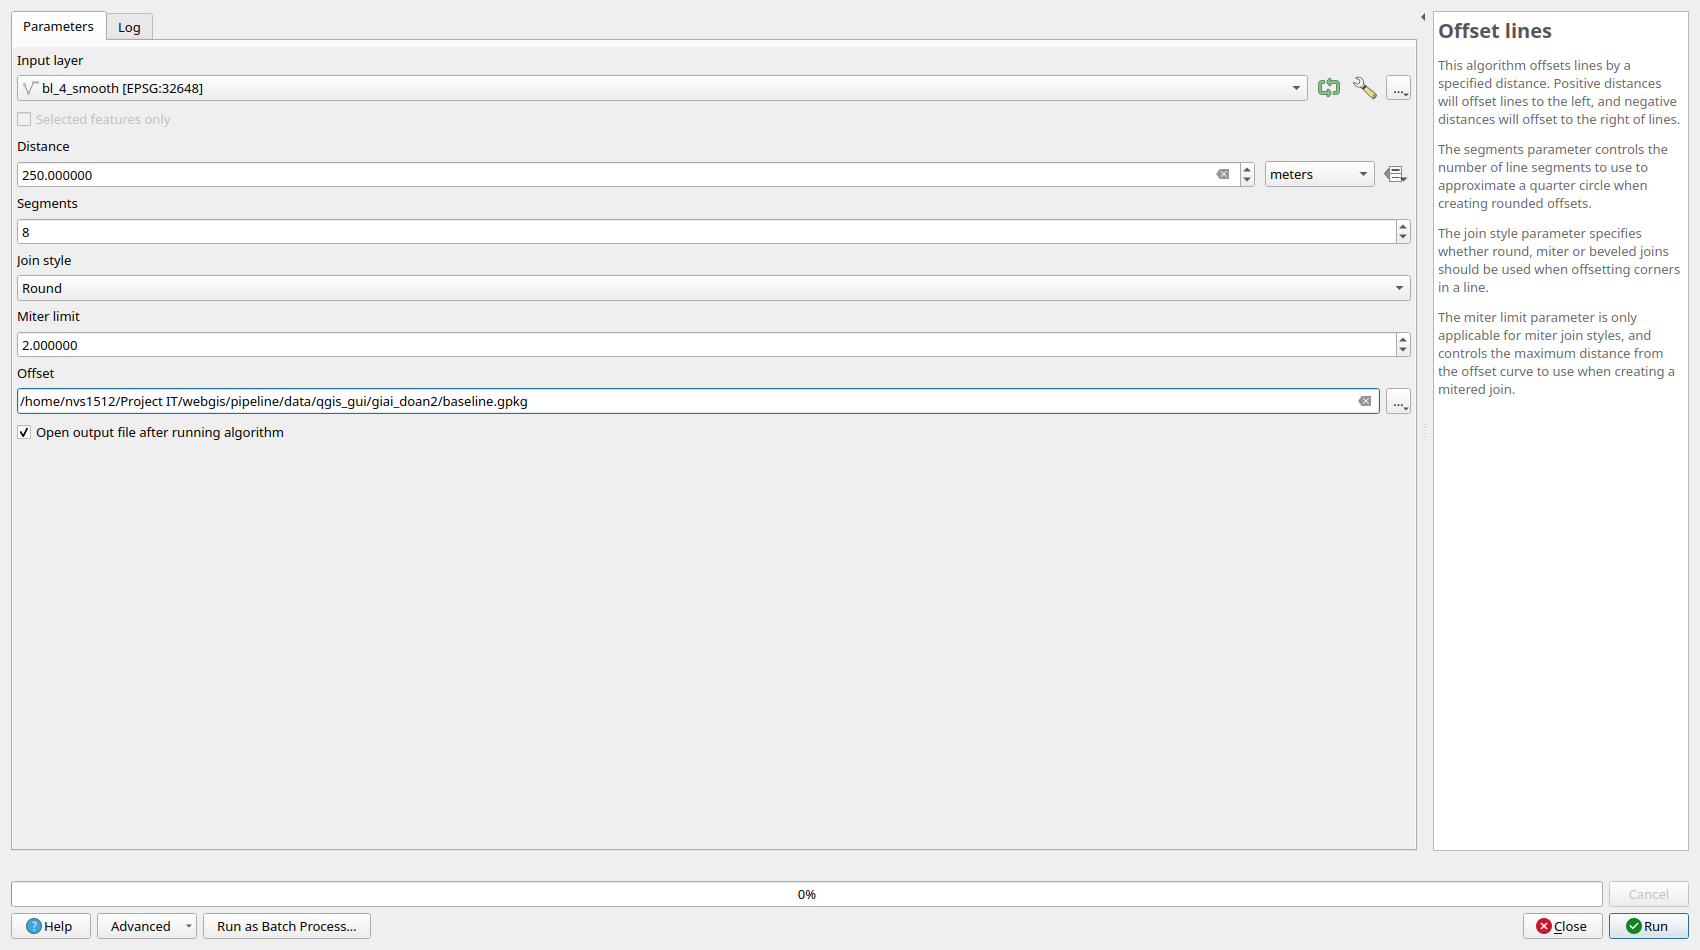 Parameters
Log
Input layer
bl_4_smooth [EPSG:32648]
...
Selected features only
Distance
250.000000
meters
Segments
8
Join style
Round
Miter limit
2.000000
Offset
/home/nvs1512/Project IT/webgis/pipeline/data/qgis_gui/giai_doan2/baseline.gpkg
...
Open output file after running algorithm
Offset lines
This algorithm offsets lines by a
specified distance. Positive distances
will offset lines to the left, and negative
distances will offset to the right of lines.
The segments parameter controls the
number of line segments to use to
approximate a quarter circle when
creating rounded offsets.
The join style parameter specifies
whether round, miter or beveled joins
should be used when offsetting corners
in a line.
The miter limit parameter is only
applicable for miter join styles, and
controls the maximum distance from
the offset curve to use when creating a
mitered join.
0%
Cancel
Help
Advanced
Run as Batch Process...
Close
Run